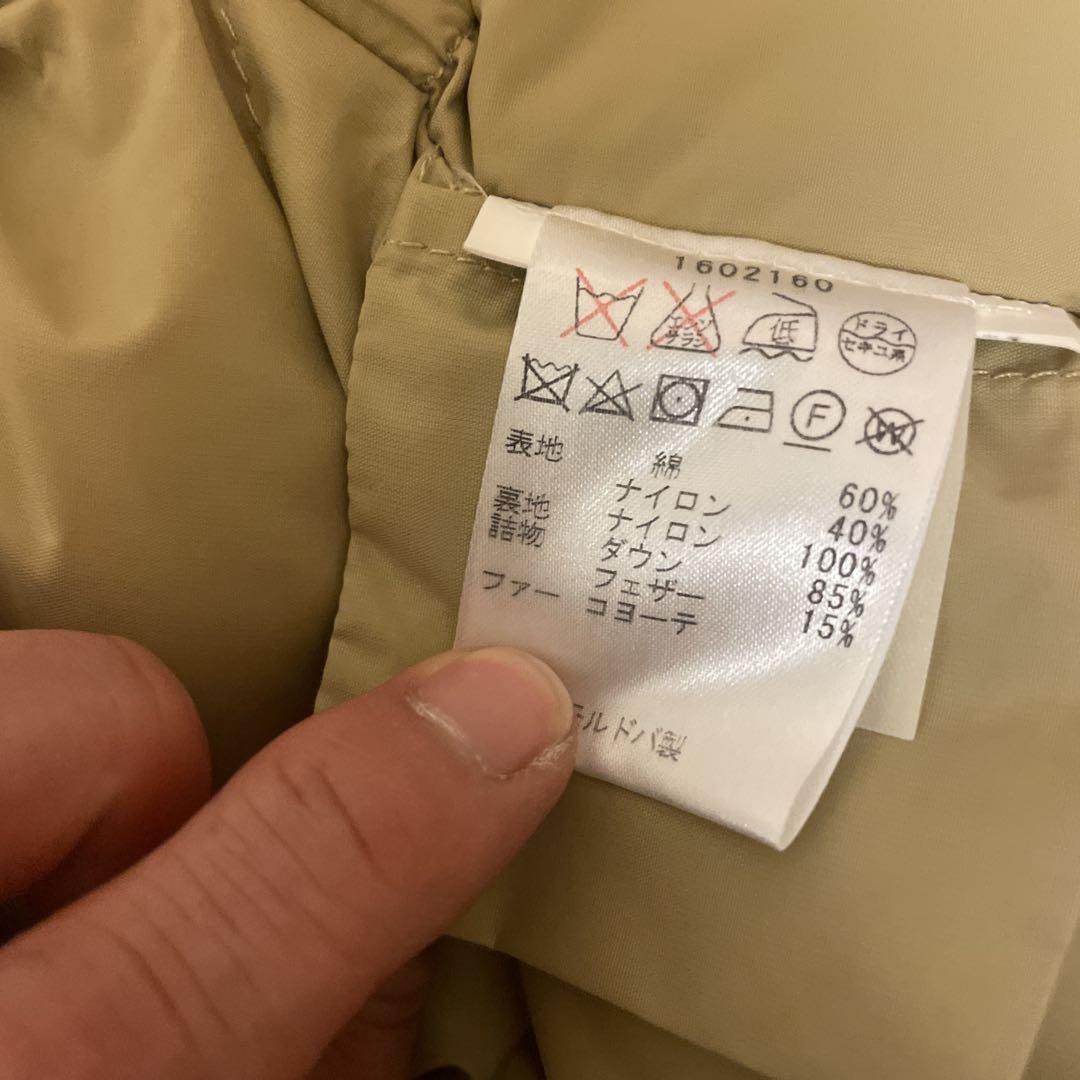 1602160
エンソ
サラシ
低
ドライ
セキユ系
F
W
表地 綿 60%
ナイロン 40%
裏地 ナイロン 100%
詰物 ダウン 85%
フェザー 15%
ファー コヨーテ
モルドバ製